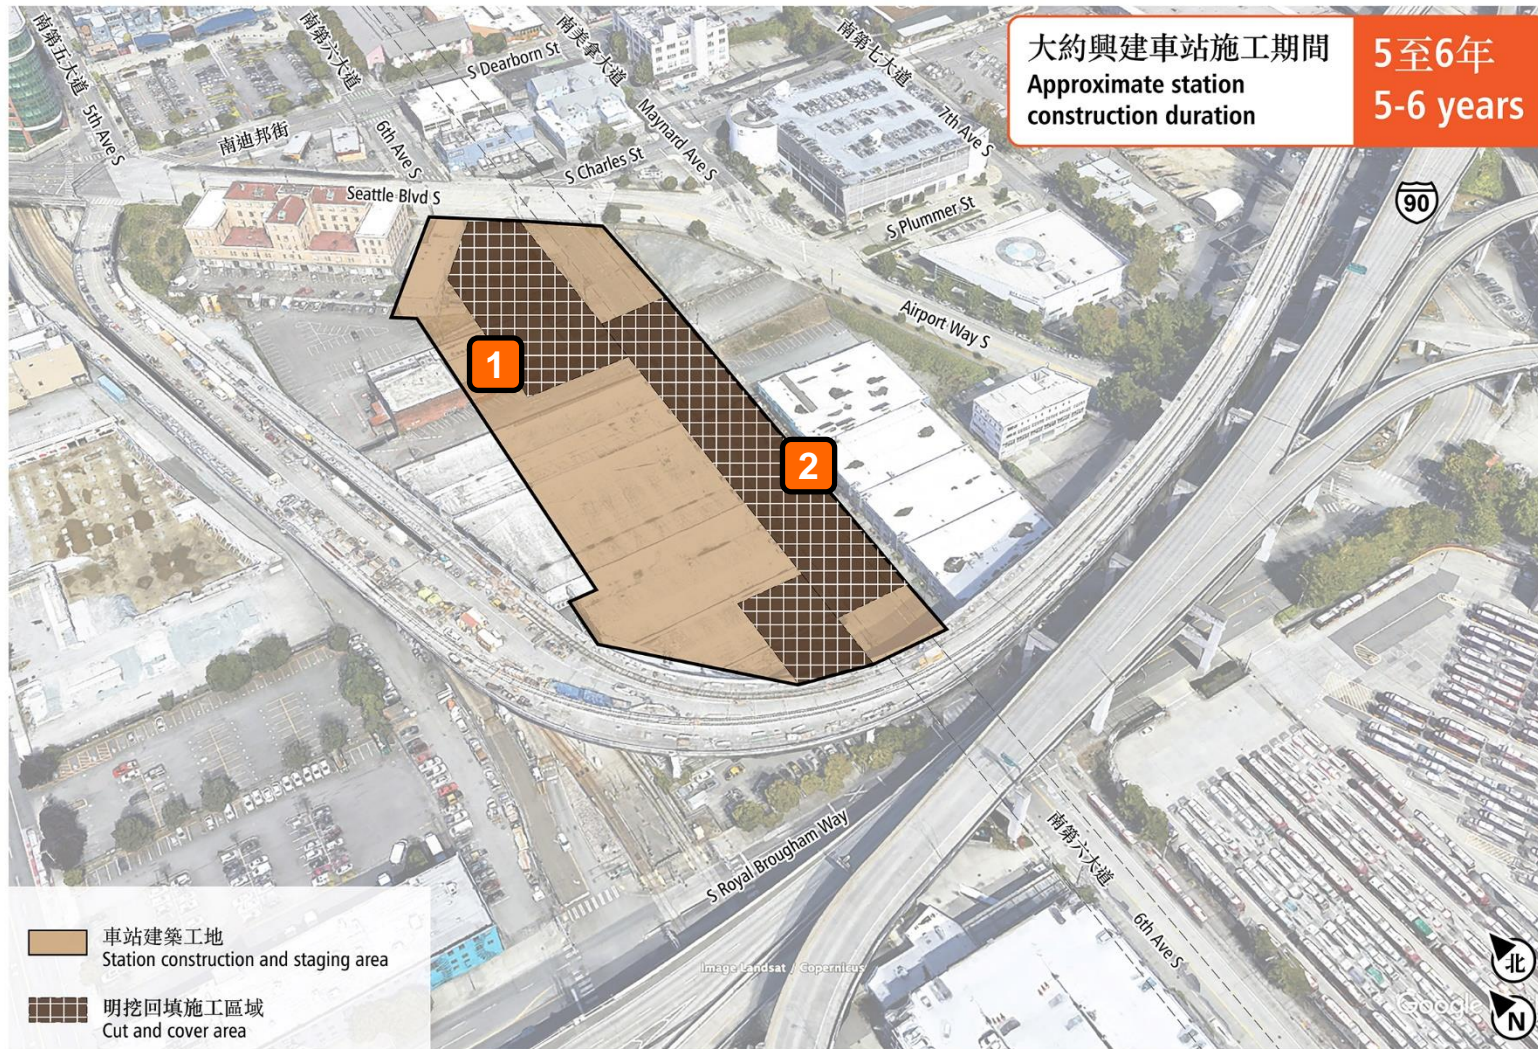 大約興建車站施工期間
Approximate station
construction duration
5至6年
5-6 years
南第五大道
5th Ave S
南第六大道
6th Ave S
南美拿大道
Maynard Ave S
南第七大道
7th Ave S
S Dearborn St
南迪邦街
S Charles St
Seattle Blvd S
S Plummer St
Airport Way S
90
1
2
S Royal Brougham Way
南第六大道
6th Ave S
車站建築工地
Station construction and staging area
明挖回填施工區域
Cut and cover area
Image Landsat / Copernicus
Google
北
N